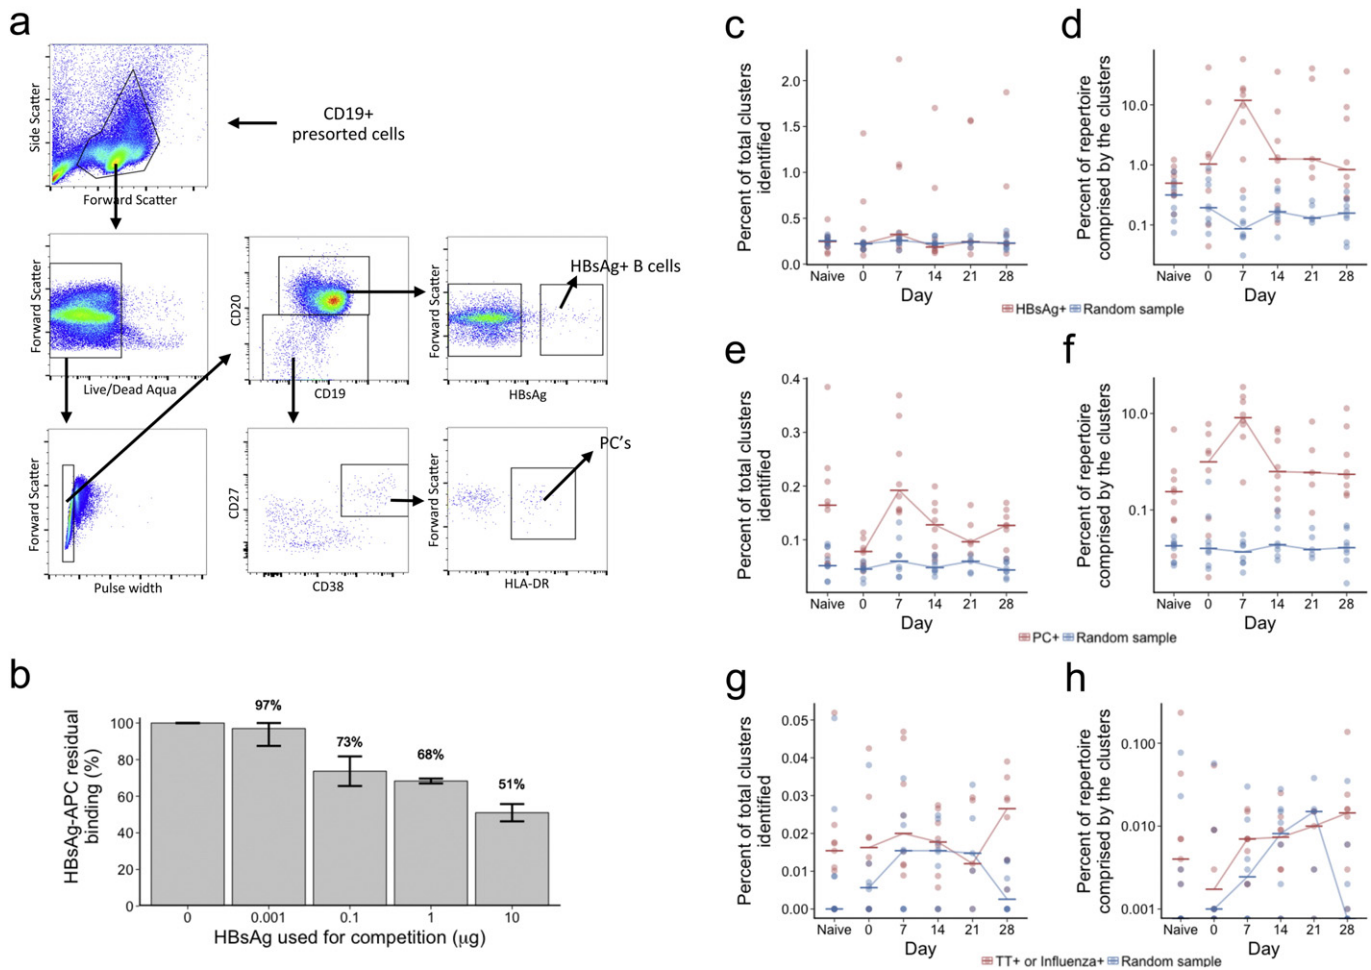 a
CD19+
presorted cells
Side Scatter
Forward Scatter
Forward Scatter
Live/Dead Aqua
CD20
CD19
Forward Scatter
HBsAg+ B cells
HBsAg
Forward Scatter
Pulse width
CD27
CD38
Forward Scatter
PC's
HLA-DR
b
HBsAg-APC residual
binding (%)
100
80
60
40
20
0
97%
73%
68%
51%
0 0.001 0.1 1 10
HBsAg used for competition (µg)
c
Percent of total clusters
identified
2.0
1.5
1.0
0.5
0.0
Naive 0 7 14 21 28
Day
d
Percent of repertoire
comprised by the clusters
10.0
1.0
0.1
Naive 0 7 14 21 28
Day
HBsAg+ Random sample
e
Percent of total clusters
identified
0.4
0.3
0.2
0.1
Naive 0 7 14 21 28
Day
f
Percent of repertoire
comprised by the clusters
10.0
0.1
Naive 0 7 14 21 28
Day
PC+ Random sample
g
Percent of total clusters
identified
0.05
0.04
0.03
0.02
0.01
0.00
Naive 0 7 14 21 28
Day
h
Percent of repertoire
comprised by the clusters
0.100
0.010
0.001
Naive 0 7 14 21 28
Day
TT+ or Influenza+ Random sample